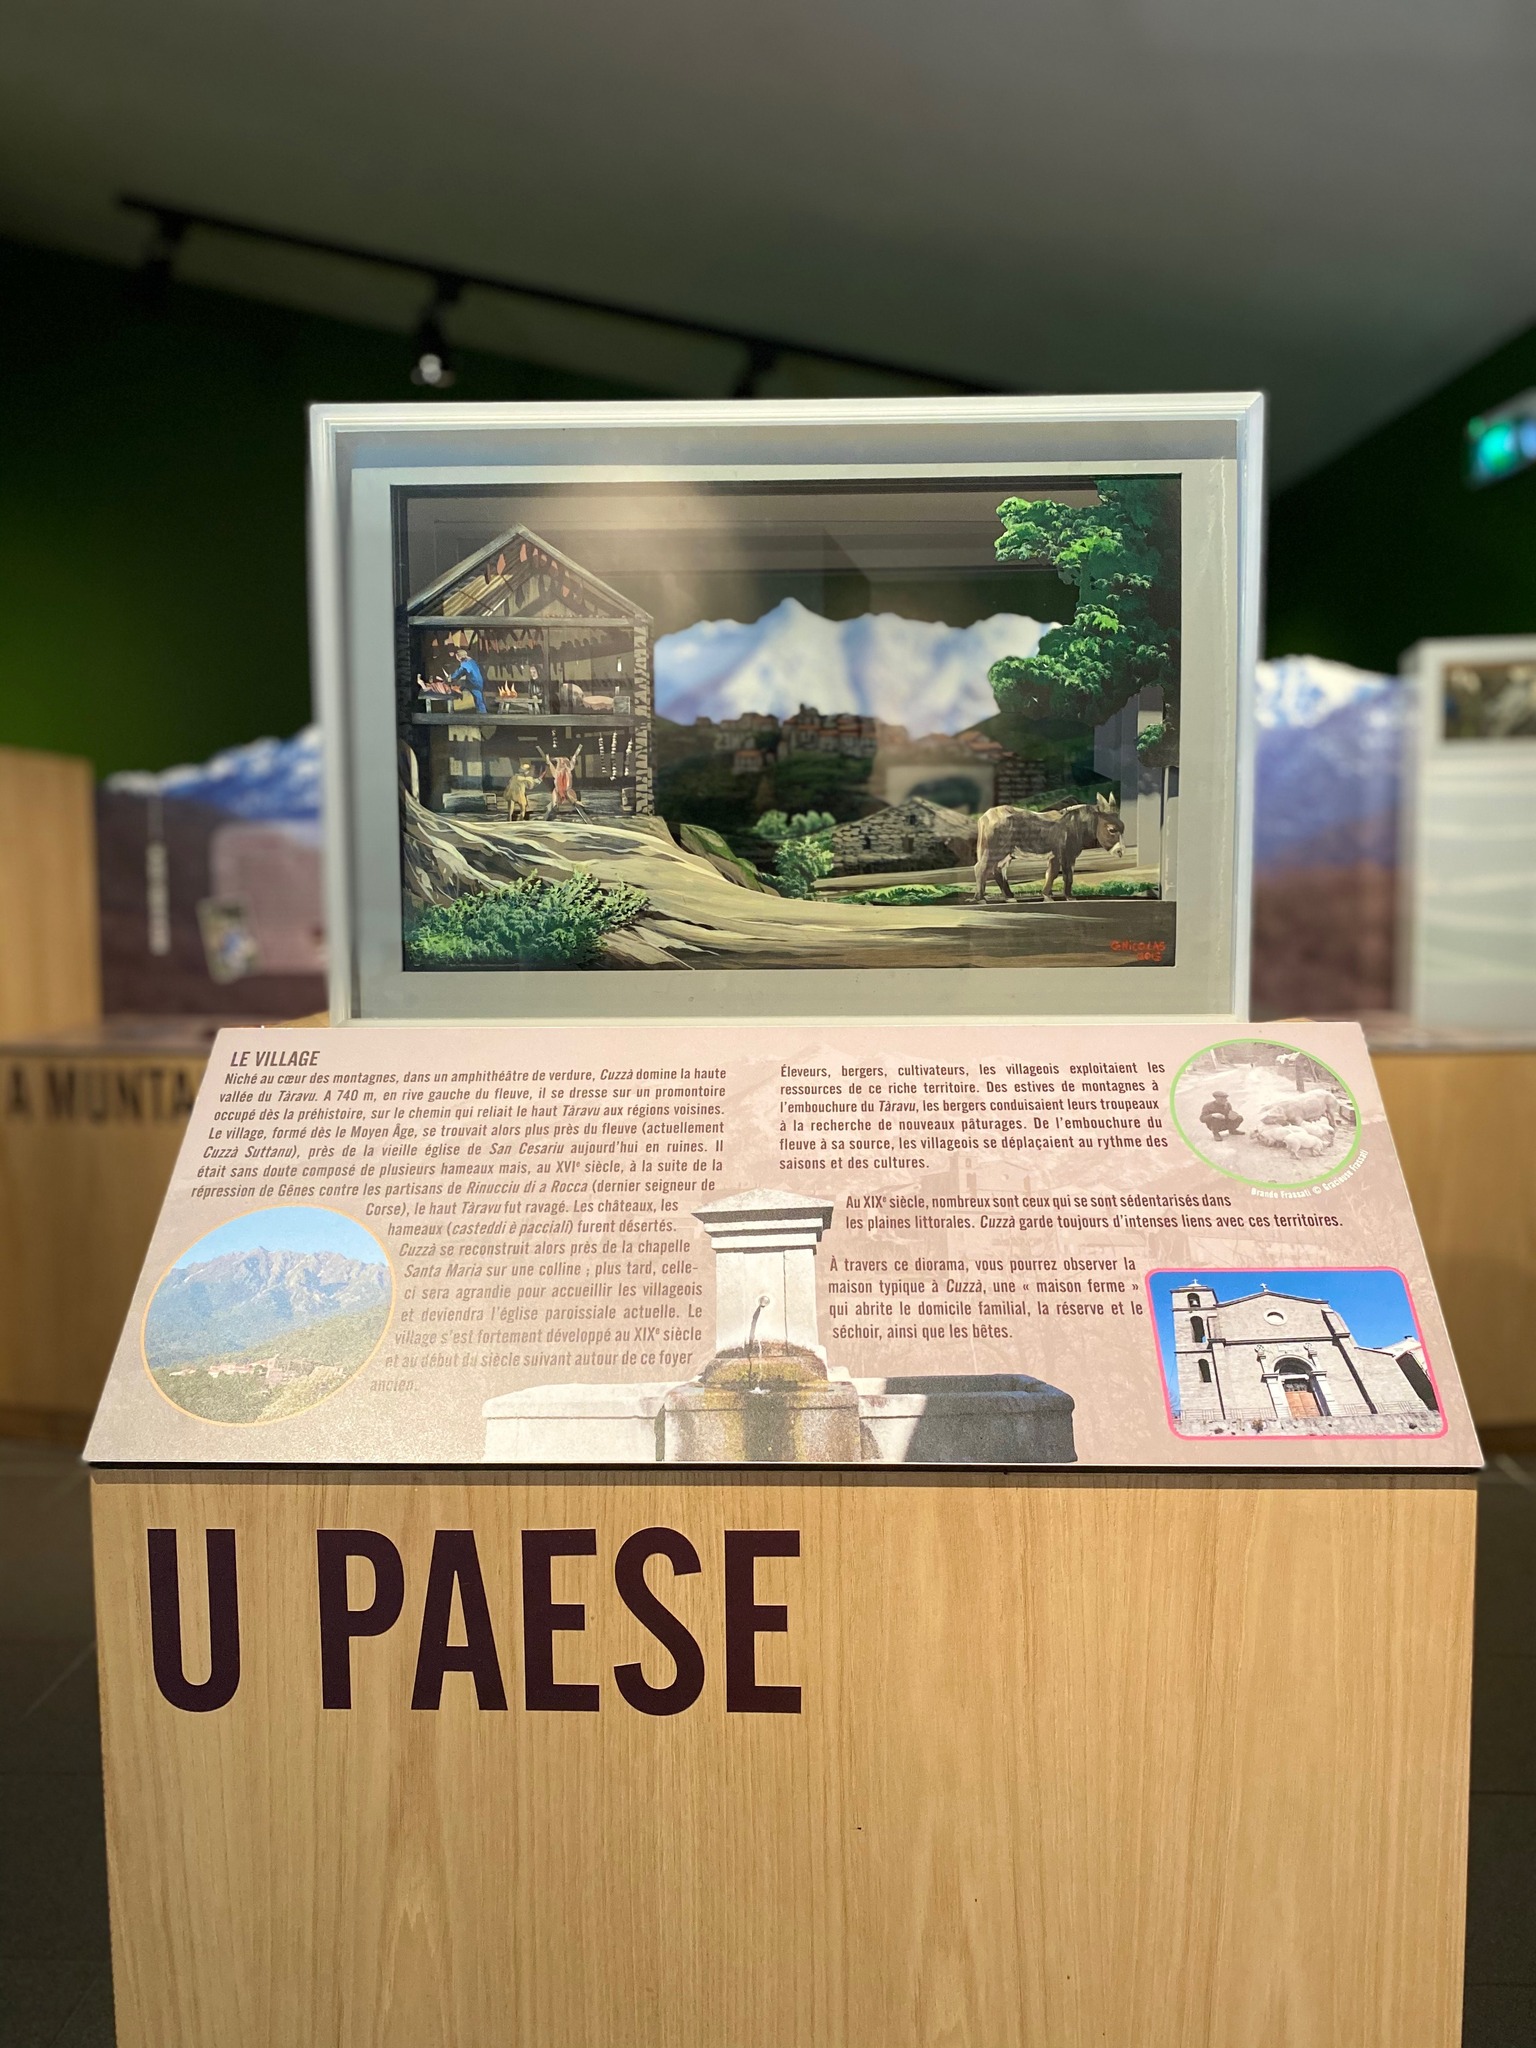 G.NICOLAS
LE VILLAGE
Niché au cœur des montagnes, dans un amphithéâtre de verdure, Cuzzà domine la haute
vallée du Tàravu. A 740 m, en rive gauche du fleuve, il se dresse sur un promontoire
occupé dès la préhistoire, sur le chemin qui reliait le haut Tàravu aux régions voisines.
Le village, formé dès le Moyen Âge, se trouvait alors plus près du fleuve (actuellement
Cuzzà Suttanu), près de la vieille église de San Cesariu aujourd'hui en ruines. Il
était sans doute composé de plusieurs hameaux mais, au XVIe siècle, à la suite de la
répression de Gênes contre les partisans de Rinucciu di a Rocca (dernier seigneur de
Corse), le haut Tàravu fut ravagé. Les châteaux, les
hameaux (casteddi è pacciali) furent désertés.
Cuzzà se reconstruit alors près de la chapelle
Santa Maria sur une colline ; plus tard, celle-
ci sera agrandie pour accueillir les villageois
et deviendra l'église paroissiale actuelle. Le
village s'est fortement développé au XIXe siècle
et au début du siècle suivant autour de ce foyer
ancien.
Éleveurs, bergers, cultivateurs, les villageois exploitaient les
ressources de ce riche territoire. Des estives de montagnes à
l'embouchure du Tàravu, les bergers conduisaient leurs troupeaux
à la recherche de nouveaux pâturages. De l'embouchure du
fleuve à sa source, les villageois se déplaçaient au rythme des
saisons et des cultures.
Brando Frassati © Gracieuse Frassati
Au XIXe siècle, nombreux sont ceux qui se sont sédentarisés dans
les plaines littorales. Cuzzà garde toujours d'intenses liens avec ces territoires.
À travers ce diorama, vous pourrez observer la
maison typique à Cuzzà, une « maison ferme »
qui abrite le domicile familial, la réserve et le
séchoir, ainsi que les bêtes.
A MUNTA
U PAESE